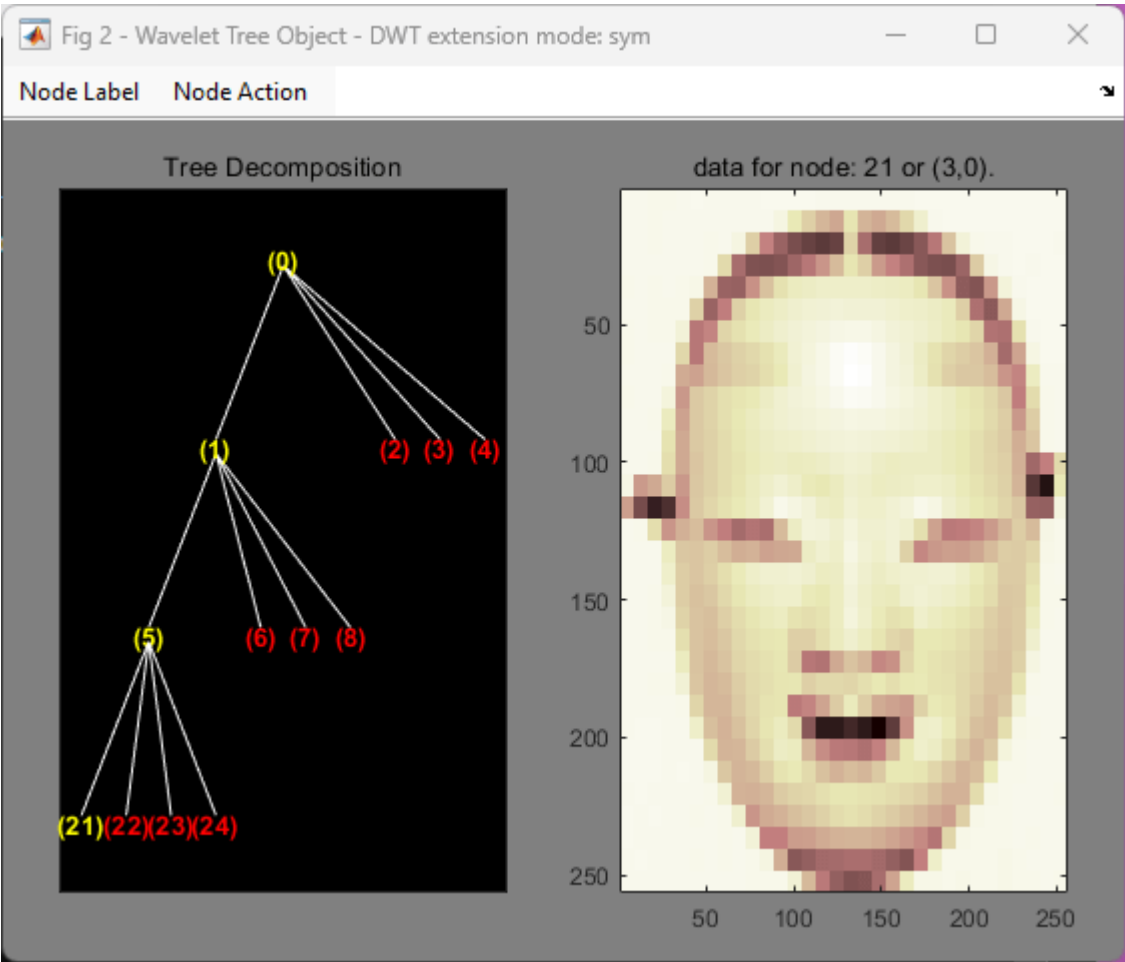 Fig 2 - Wavelet Tree Object - DWT extension mode: sym
Node Label Node Action
Tree Decomposition
(0)
(1) (2) (3) (4)
(5) (6) (7) (8)
(21) (22) (23) (24)
data for node: 21 or (3,0).
50
100
150
200
250
50 100 150 200 250